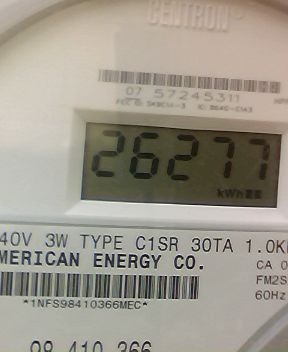 CENTRON®
07 57245311
26277
kWh
40V 3W TYPE C1SR 30TA 1.0K
MERICAN ENERGY CO.
CA 0
FM2S
60Hz
*1NFS98410366MEC*
98 410 366